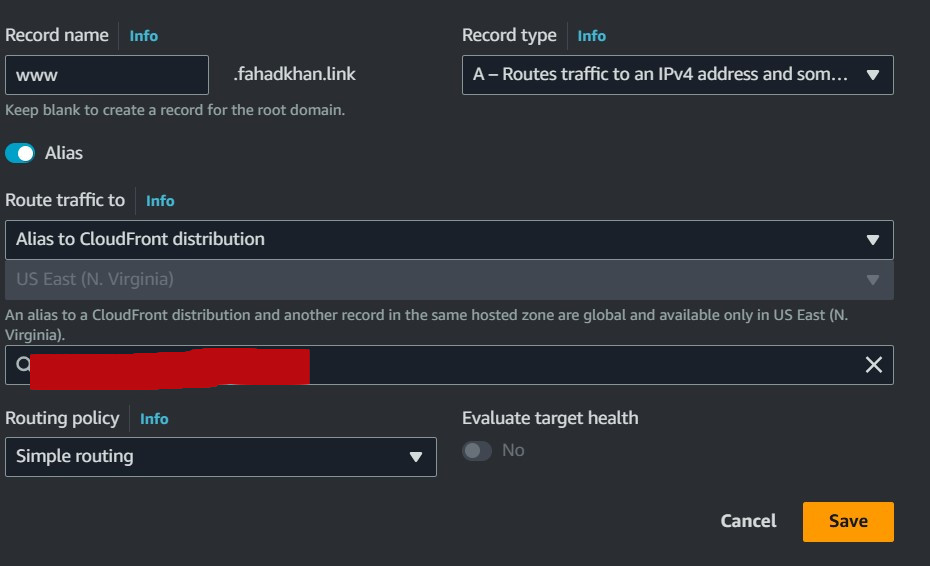 Record name Info
Record type Info
www .fahadkhan.link
A – Routes traffic to an IPv4 address and som...
Keep blank to create a record for the root domain.
Alias
Route traffic to Info
Alias to CloudFront distribution
US East (N. Virginia)
An alias to a CloudFront distribution and another record in the same hosted zone are global and available only in US East (N.
Virginia).
Routing policy Info
Evaluate target health
Simple routing
No
Cancel
Save